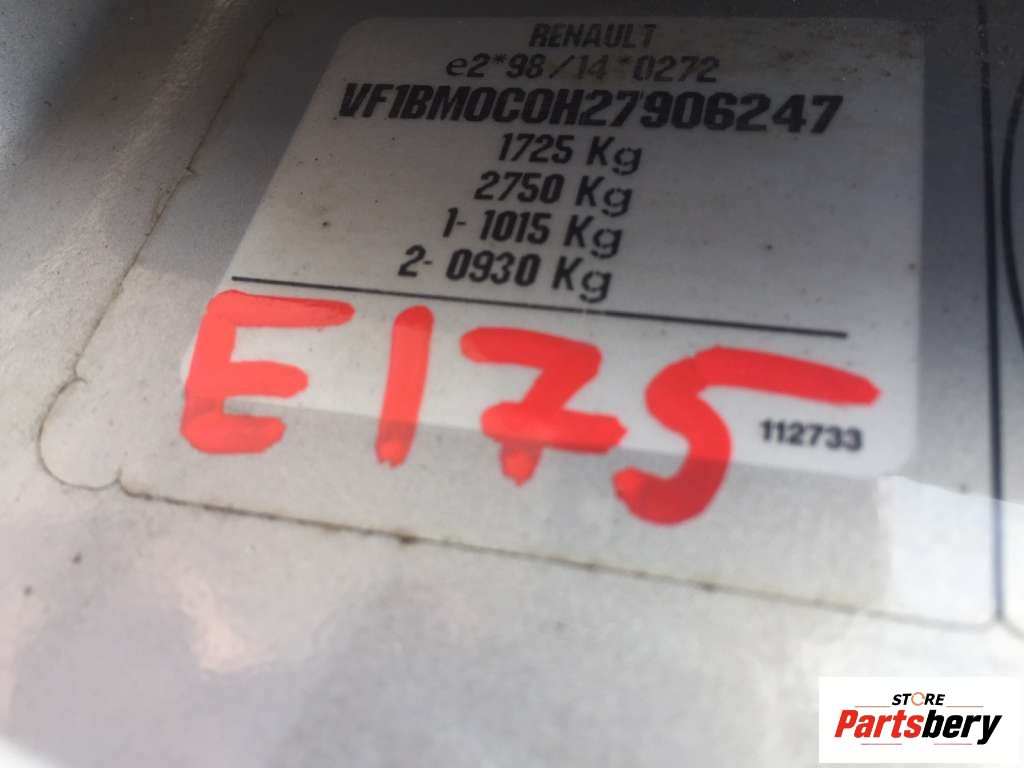 RENAULT
e2*98/14*0272
VF1BM0C0H27906247
1725 Kg
2750 Kg
1- 1015 Kg
2- 0930 Kg
E175
112733
STORE
Partsbery